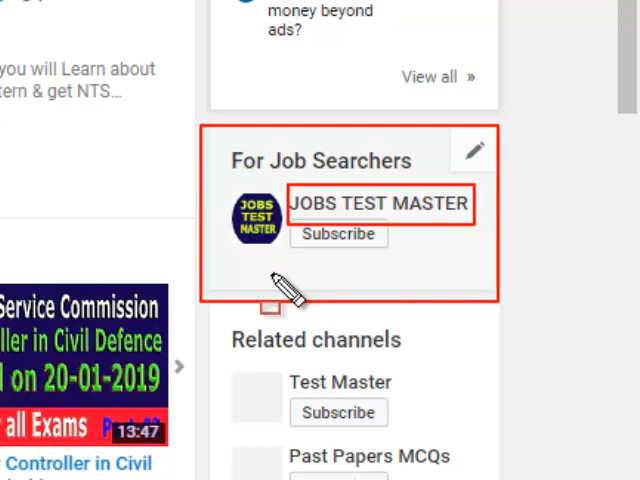 money beyond
ads?
you will Learn about
tern & get NTS...
View all »
For Job Searchers
JOBS TEST MASTER
JOBS
TEST
MASTER
Subscribe
Service Commission
ller in Civil Defence
d on 20-01-2019
r all Exams
13:47
Controller in Civil
Related channels
Test Master
Subscribe
Past Papers MCQs